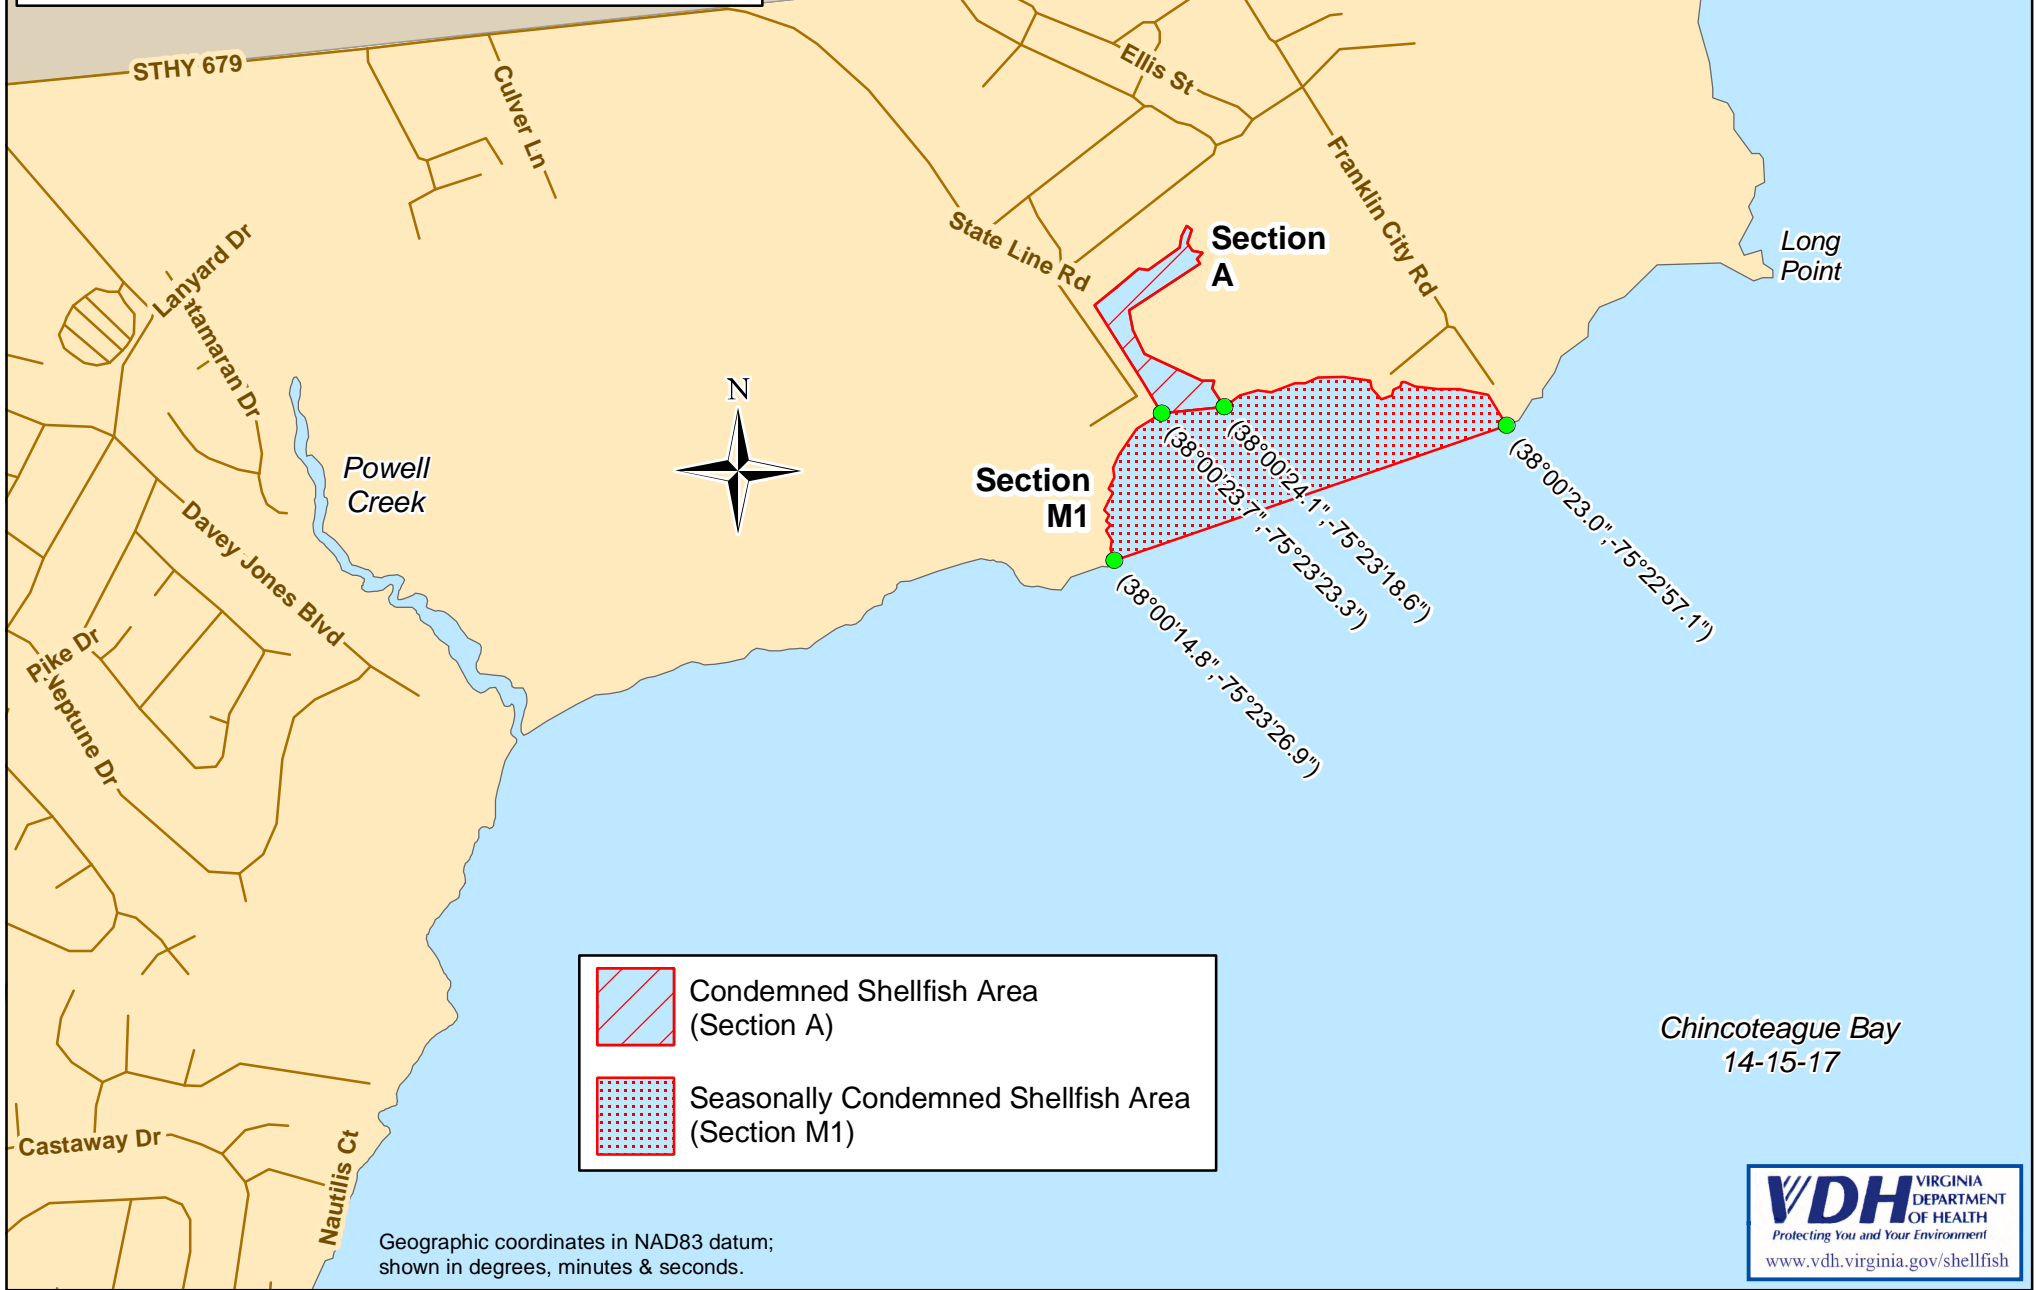 STHY 679
Culver Ln
Ellis St
Franklin City Rd
State Line Rd
Section
A
Long
Point
Lanyard Dr
atamaran Dr
Powell
Creek
N
Section
M1
(38°00'23.7",-75°23'23.3")
(38°00'24.1",-75°23'18.6")
(38°00'23.0",-75°22'57.1")
(38°00'14.8",-75°23'26.9")
Davey Jones Blvd
Pike Dr
Neptune Dr
Castaway Dr
Nautilis Ct
Condemned Shellfish Area
(Section A)
Seasonally Condemned Shellfish Area
(Section M1)
Chincoteague Bay
14-15-17
Geographic coordinates in NAD83 datum;
shown in degrees, minutes & seconds.
VDH VIRGINIA
DEPARTMENT
OF HEALTH
Protecting You and Your Environment
www.vdh.virginia.gov/shellfish